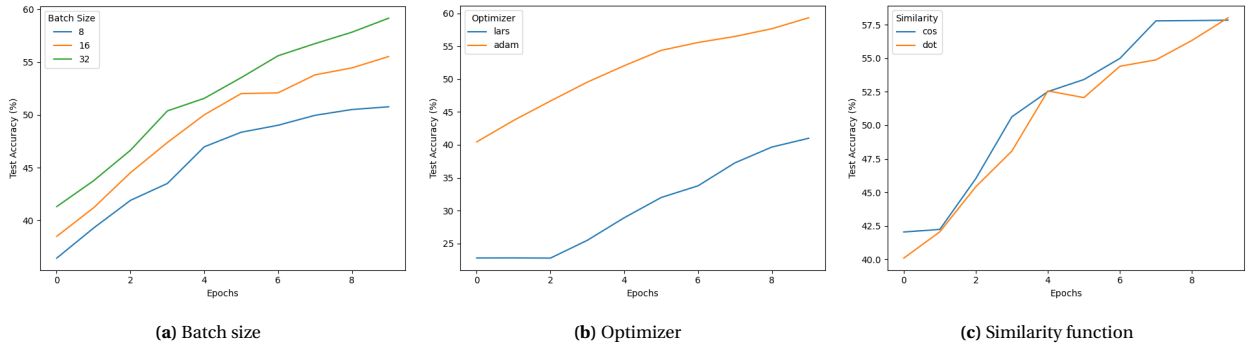 60
55
50
45
40
Test Accuracy (%)
Batch Size
8
16
32
0 2 4 6 8
Epochs
(a) Batch size
60
55
50
45
40
35
30
25
Test Accuracy (%)
Optimizer
lars
adam
0 2 4 6 8
Epochs
(b) Optimizer
57.5
55.0
52.5
50.0
47.5
45.0
42.5
40.0
Test Accuracy (%)
Similarity
cos
dot
0 2 4 6 8
Epochs
(c) Similarity function